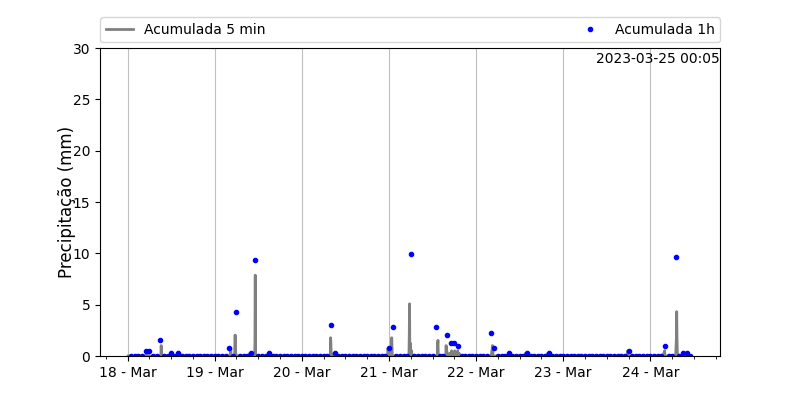 Acumulada 5 min
Acumulada 1h
2023-03-25 00:05
Precipitação (mm)
30
25
20
15
10
5
0
18 - Mar
19 - Mar
20 - Mar
21 - Mar
22 - Mar
23 - Mar
24 - Mar